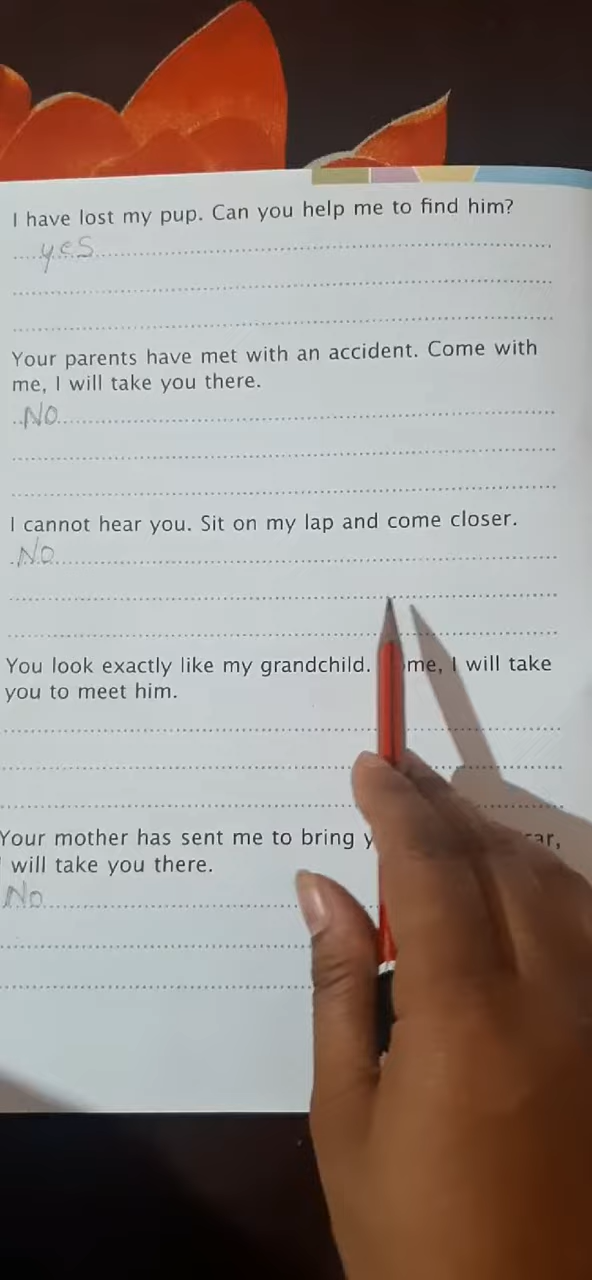 I have lost my pup. Can you help me to find him?
yes
Your parents have met with an accident. Come with
me, I will take you there.
No
I cannot hear you. Sit on my lap and come closer.
No
You look exactly like my grandchild. me, I will take
you to meet him.
Your mother has sent me to bring
will take you there.
No